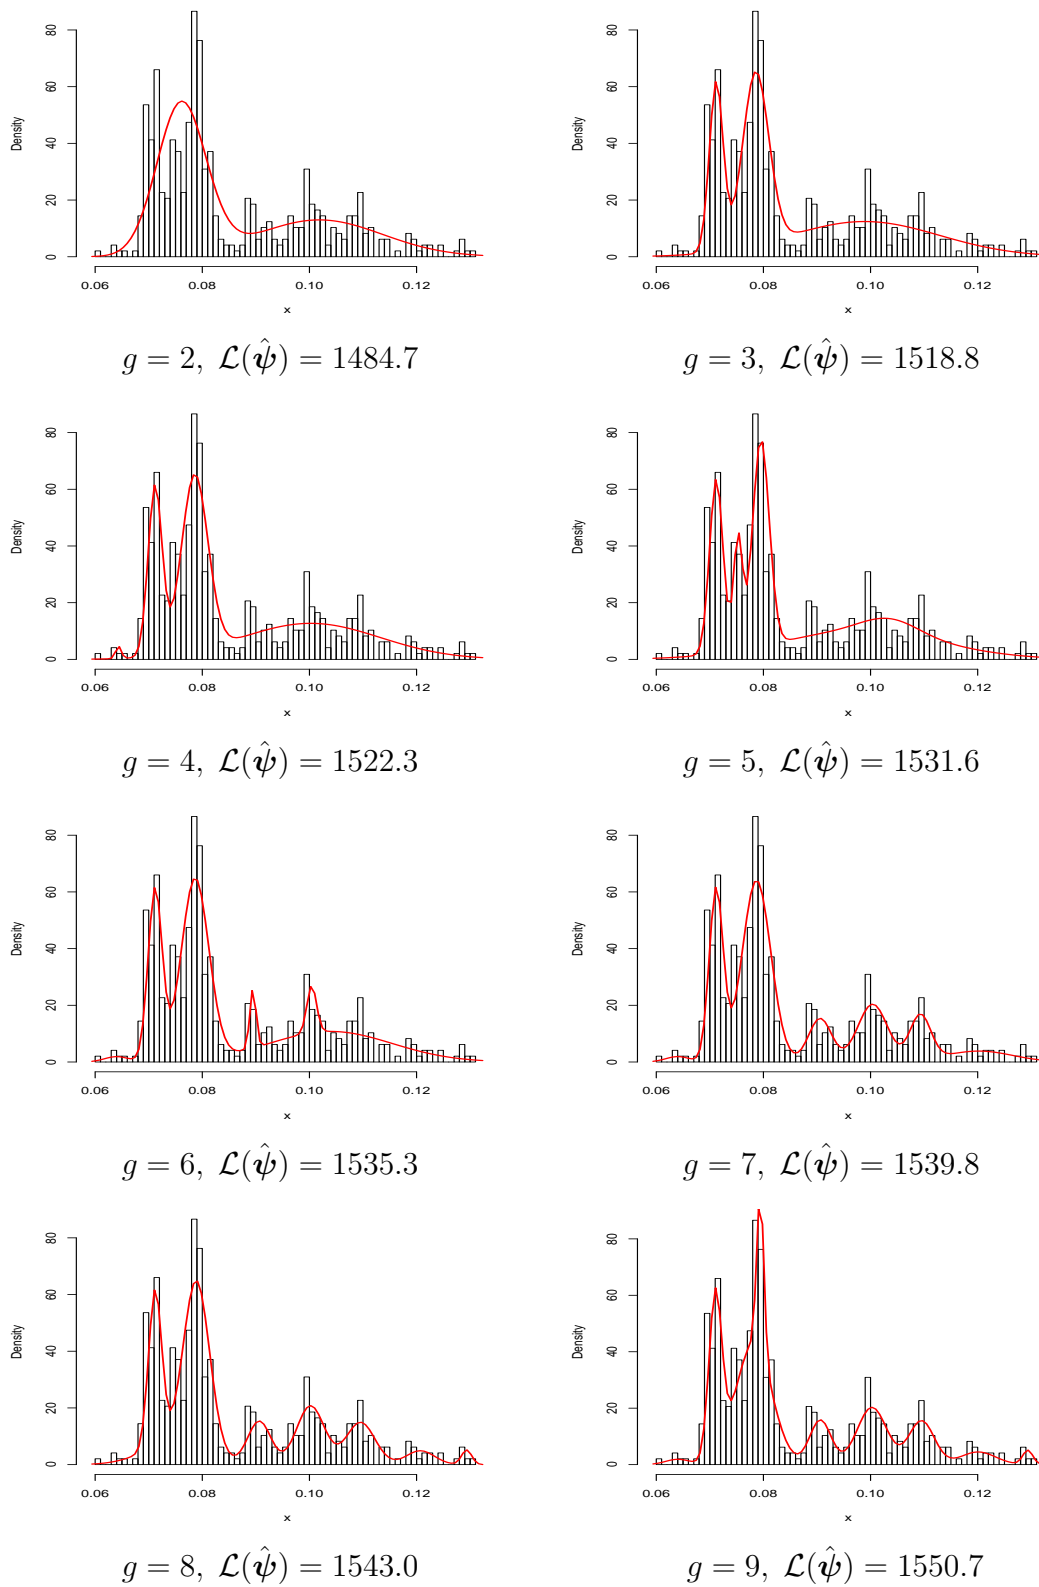 80
60
40
20
0
Density
0.06 0.08 0.10 0.12
x
g = 2, 𝓛(ψ̂) = 1484.7
80
60
40
20
0
Density
0.06 0.08 0.10 0.12
x
g = 3, 𝓛(ψ̂) = 1518.8
80
60
40
20
0
Density
0.06 0.08 0.10 0.12
x
g = 4, 𝓛(ψ̂) = 1522.3
80
60
40
20
0
Density
0.06 0.08 0.10 0.12
x
g = 5, 𝓛(ψ̂) = 1531.6
80
60
40
20
0
Density
0.06 0.08 0.10 0.12
x
g = 6, 𝓛(ψ̂) = 1535.3
80
60
40
20
0
Density
0.06 0.08 0.10 0.12
x
g = 7, 𝓛(ψ̂) = 1539.8
80
60
40
20
0
Density
0.06 0.08 0.10 0.12
x
g = 8, 𝓛(ψ̂) = 1543.0
80
60
40
20
0
Density
0.06 0.08 0.10 0.12
x
g = 9, 𝓛(ψ̂) = 1550.7